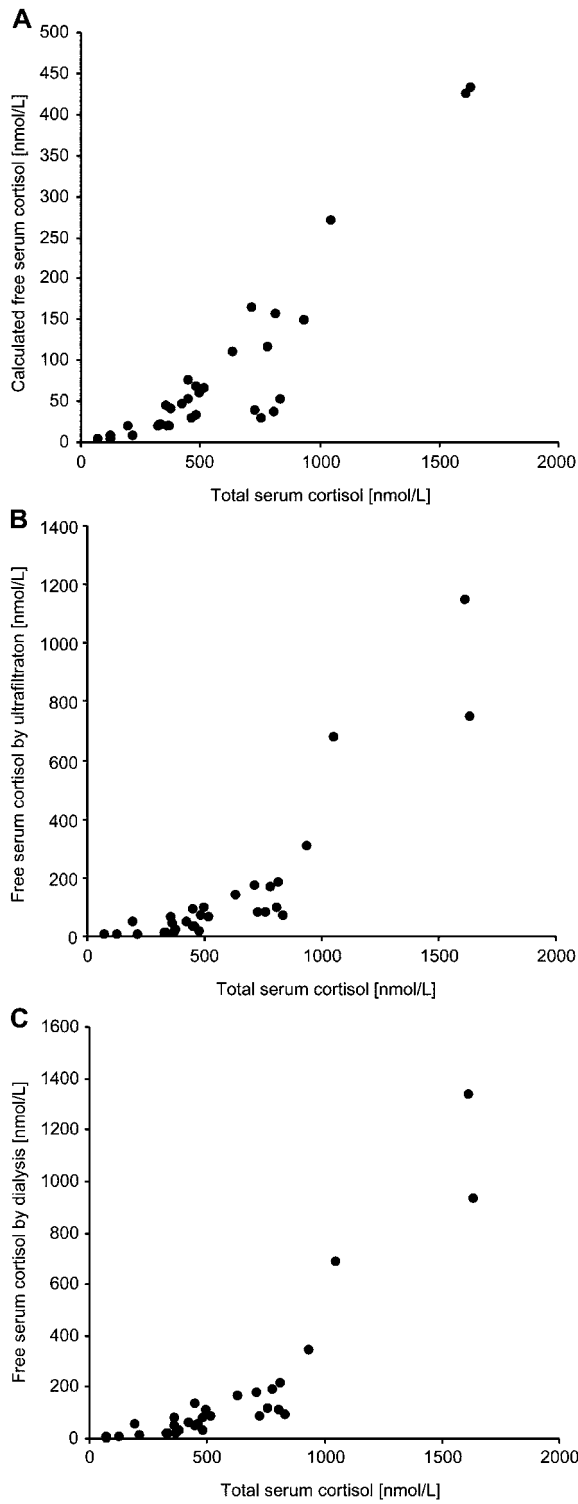 A
Calculated free serum cortisol [nmol/L]
500
450
400
350
300
250
200
150
100
50
0
0 500 1000 1500 2000
Total serum cortisol [nmol/L]
B
Free serum cortisol by ultrafiltraton [nmol/L]
1400
1200
1000
800
600
400
200
0
0 500 1000 1500 2000
Total serum cortisol [nmol/L]
C
Free serum cortisol by dialysis [nmol/L]
1600
1400
1200
1000
800
600
400
200
0
0 500 1000 1500 2000
Total serum cortisol [nmol/L]